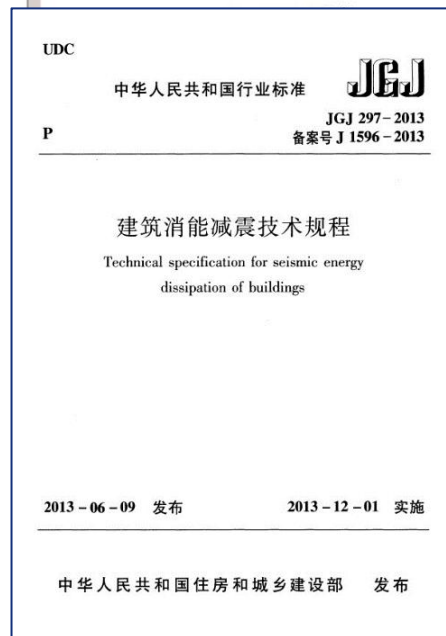 UDC
中华人民共和国行业标准 JGJ
JGJ 297-2013
P
备案号 J 1596-2013
建筑消能减震技术规程
Technical specification for seismic energy
dissipation of buildings
2013-06-09 发布 2013-12-01 实施
中华人民共和国住房和城乡建设部 发布